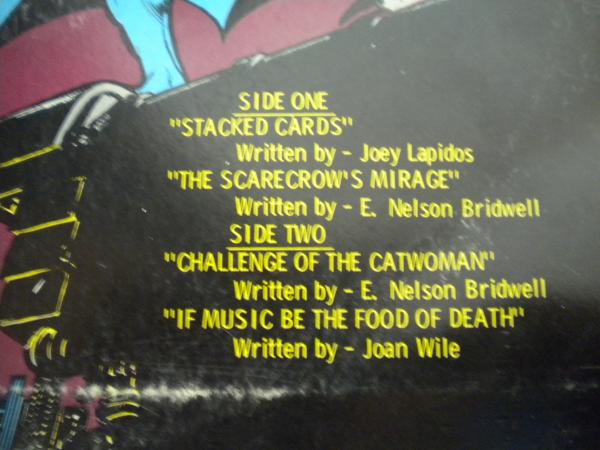 SIDE ONE
"STACKED CARDS"
Written by - Joey Lapidos
"THE SCARECROW'S MIRAGE"
Written by - E. Nelson Bridwell
SIDE TWO
"CHALLENGE OF THE CATWOMAN"
Written by - E. Nelson Bridwell
"IF MUSIC BE THE FOOD OF DEATH"
Written by - Joan Wile